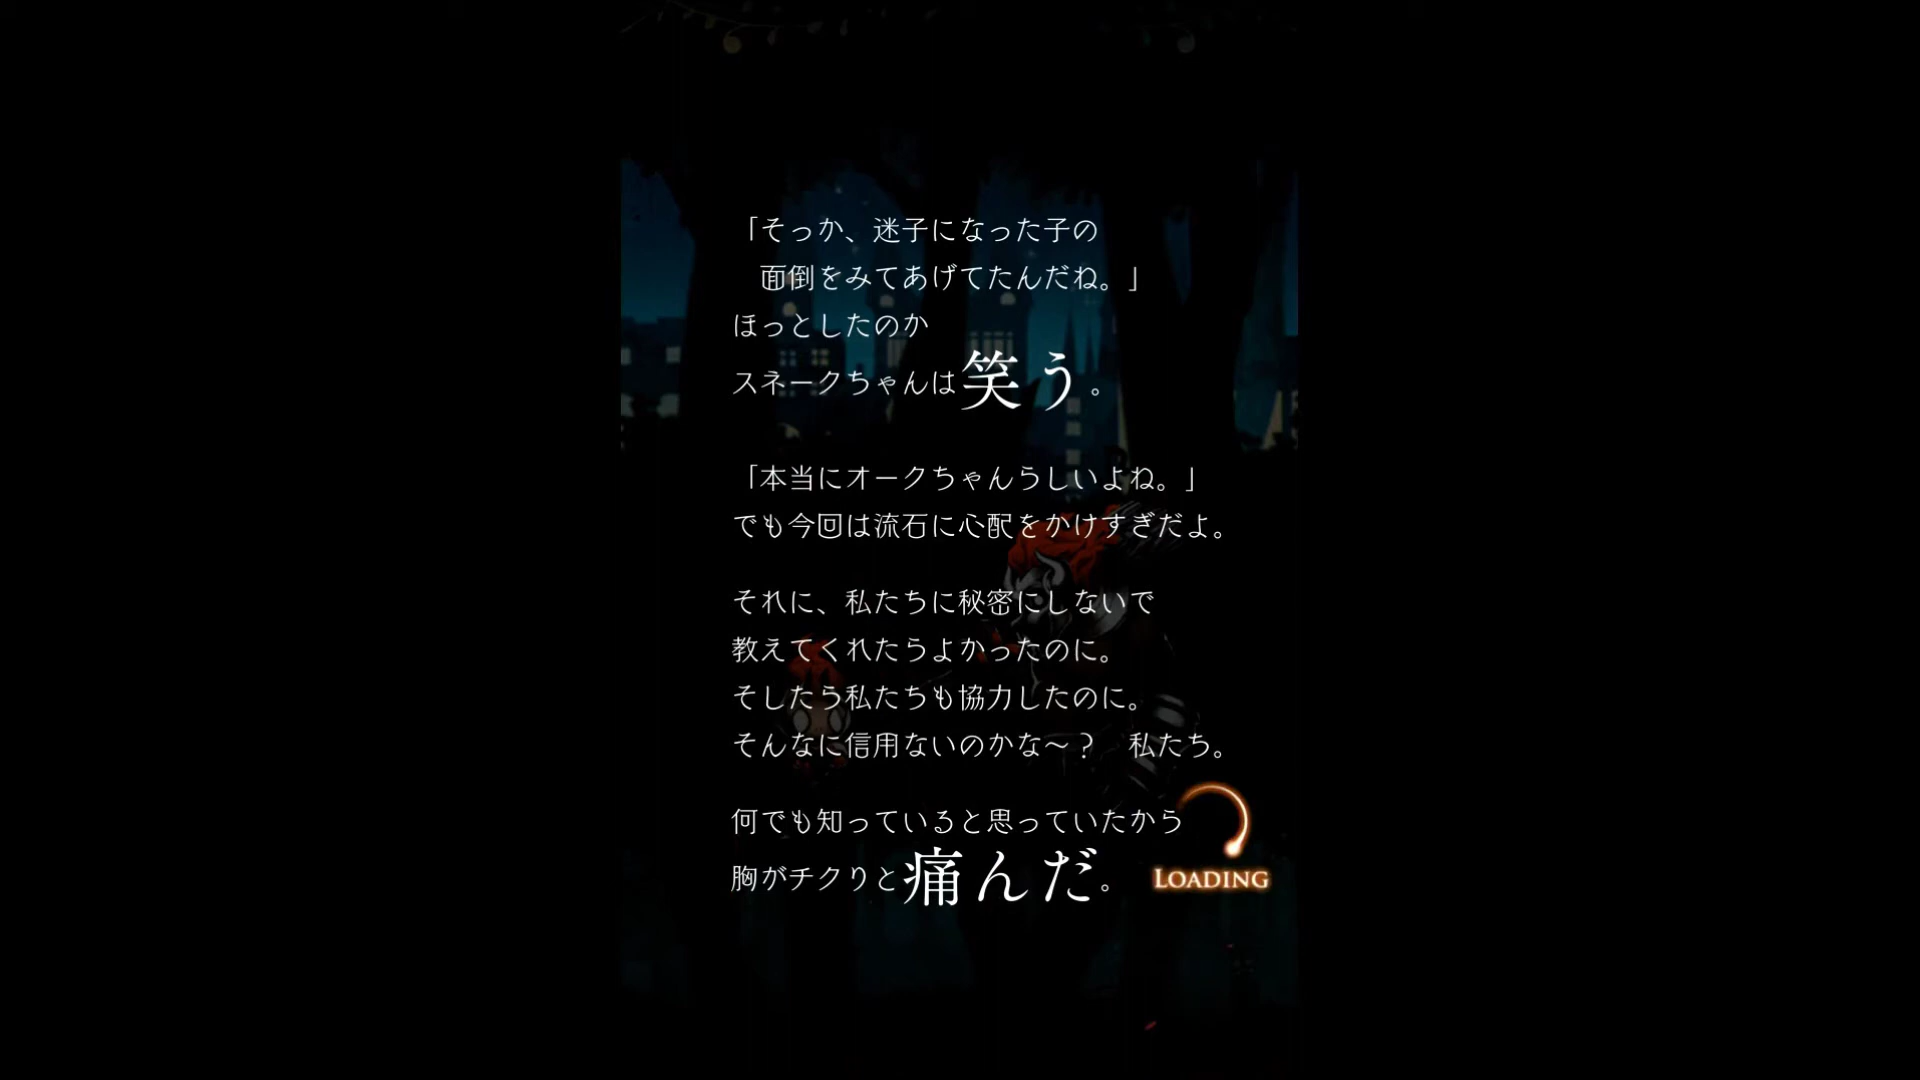 「そっか、迷子になった子の
面倒をみてあげてたんだね。」
ほっとしたのか
スネークちゃんは笑う。
「本当にオークちゃんらしいよね。」
でも今回は流石に心配をかけすぎだよ。
それに、私たちに秘密にしないで
教えてくれたらよかったのに。
そしたら私たちも協力したのに。
そんなに信用ないのかな～？　私たち。
何でも知っていると思っていたから
胸がチクりと痛んだ。
LOADING